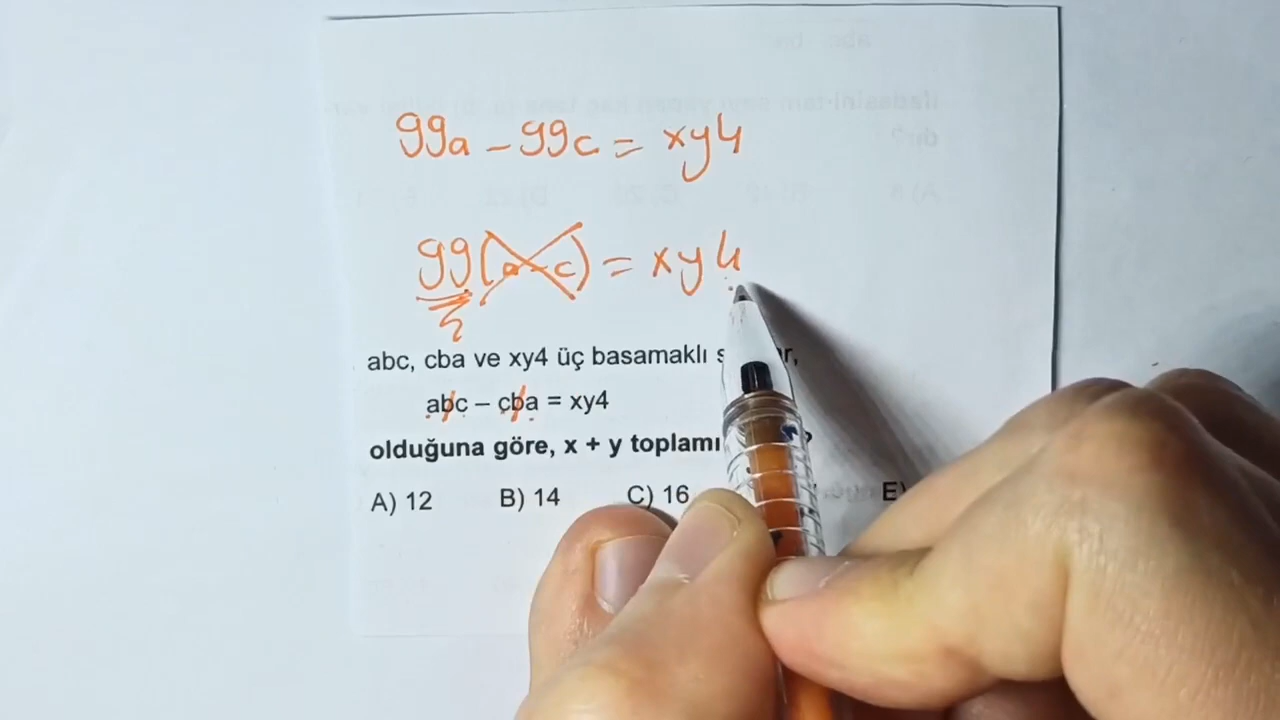 99a - 99c = xy4
99(a-c) = xy4
abc, cba ve xy4 üç basamaklı
abc – cba = xy4
olduğuna göre, x + y toplamı ?
A) 12 B) 14 C) 16 E)